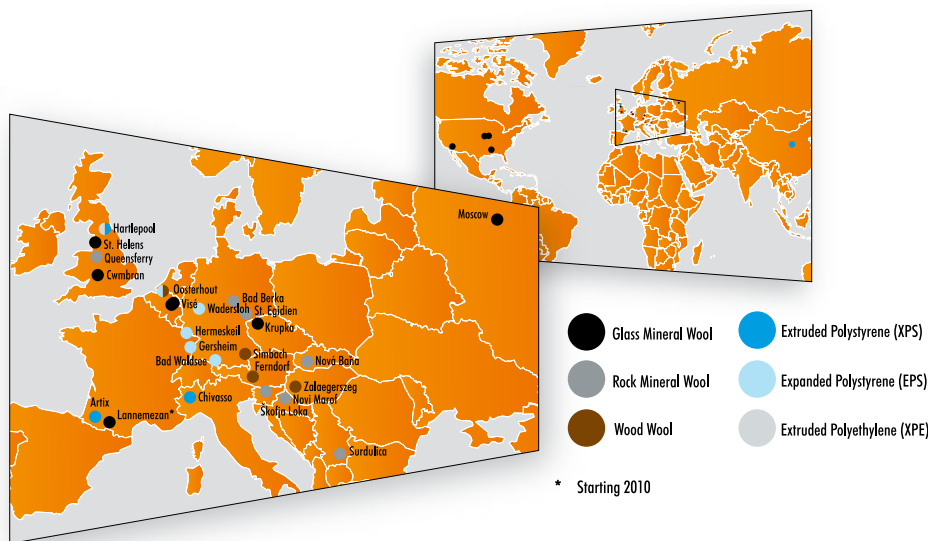 Moscow
Hartlepool
St. Helens
Queensferry
Cwmbran
Oosterhout
Visé
Bad Berka
Wadersloh
St. Egidien
Krupka
Hermeskeil
Gersheim
Simbach
Bad Waldsee
Ferndorf
Nová Baňa
Zalaegerszeg
Chivasso
Novi Marof
Škofja Loka
Artix
Lannemezan*
Surdulica
Glass Mineral Wool
Extruded Polystyrene (XPS)
Rock Mineral Wool
Expanded Polystyrene (EPS)
Wood Wool
Extruded Polyethylene (XPE)
* Starting 2010